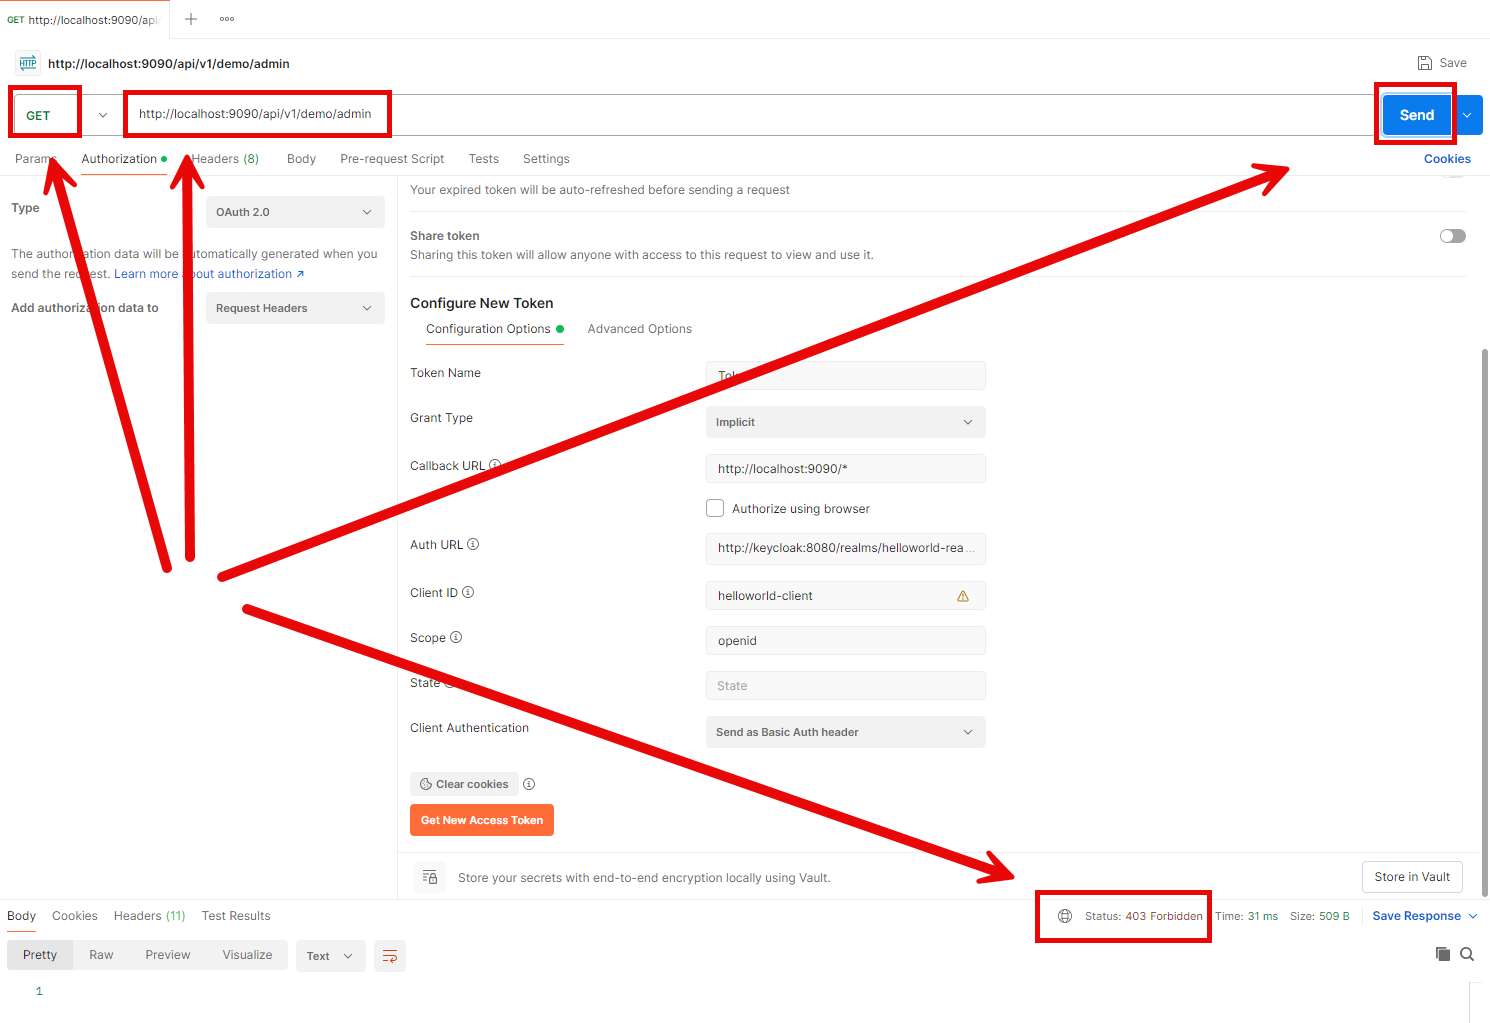 GET http://localhost:9090/api
HTTP http://localhost:9090/api/v1/demo/admin
Save
GET
http://localhost:9090/api/v1/demo/admin
Send
Params Authorization Headers (8) Body Pre-request Script Tests Settings
Cookies
Type
OAuth 2.0
The authorization data will be automatically generated when you
send the request. Learn more about authorization ↗
Add authorization data to
Request Headers
Your expired token will be auto-refreshed before sending a request
Share token
Sharing this token will allow anyone with access to this request to view and use it.
Configure New Token
Configuration Options Advanced Options
Token Name
Grant Type
Implicit
Callback URL
http://localhost:9090/*
Authorize using browser
Auth URL
http://keycloak:8080/realms/helloworld-rea...
Client ID
helloworld-client
Scope
openid
State
State
Client Authentication
Send as Basic Auth header
Clear cookies
Get New Access Token
Store your secrets with end-to-end encryption locally using Vault.
Store in Vault
Body Cookies Headers (11) Test Results
Status: 403 Forbidden Time: 31 ms Size: 509 B
Save Response
Pretty Raw Preview Visualize
Text
1